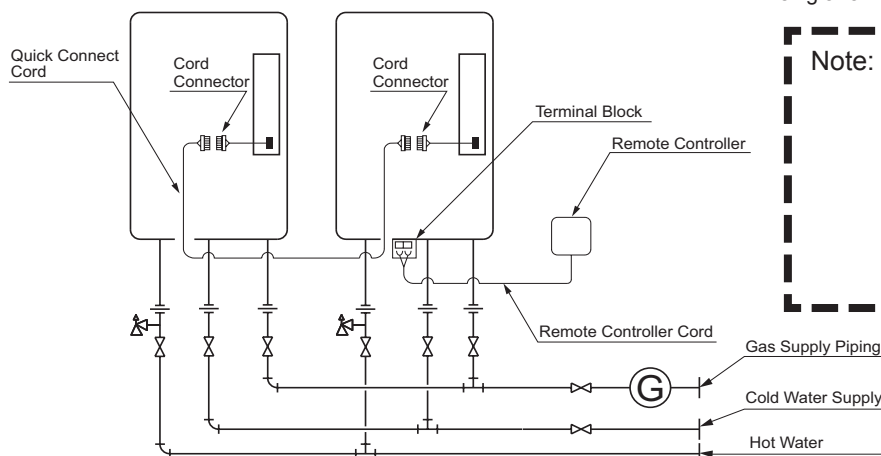 Quick Connect
Cord
Cord
Connector
Cord
Connector
Terminal Block
Remote Controller
Note:
Remote Controller Cord
Gas Supply Piping
G
Cold Water Supply
Hot Water